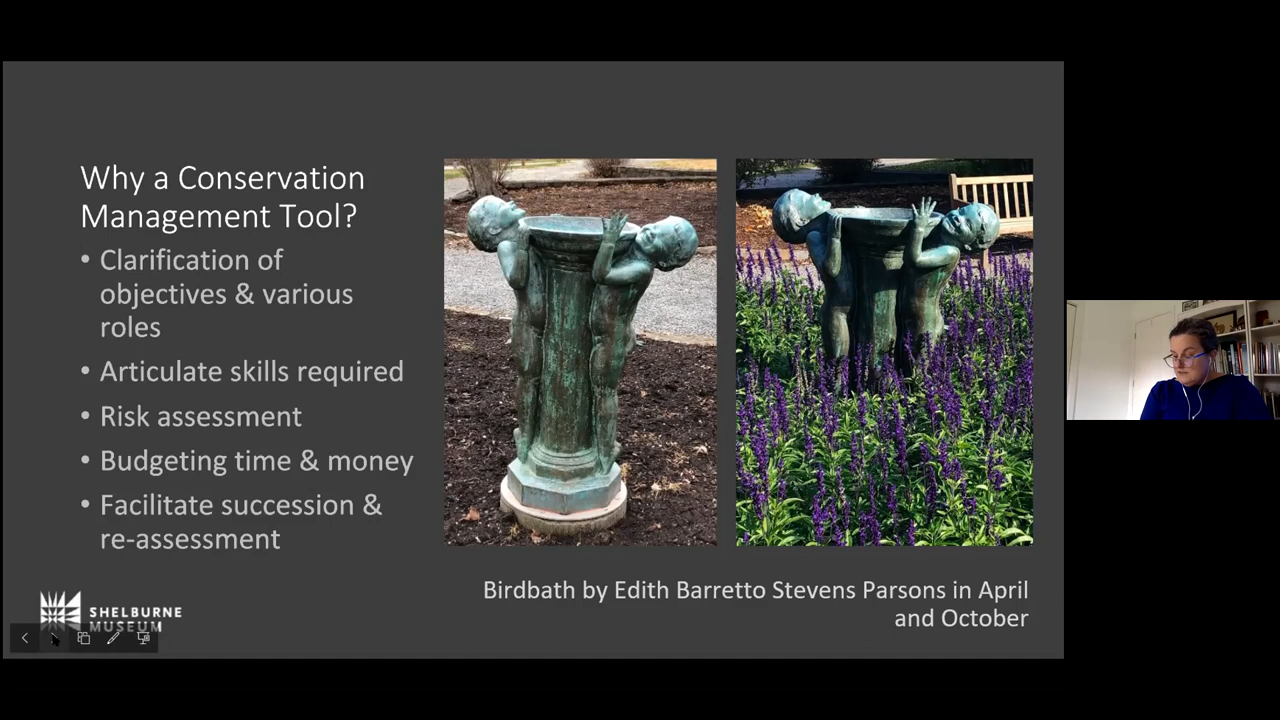 Why a Conservation
Management Tool?
• Clarification of
objectives & various
roles
• Articulate skills required
• Risk assessment
• Budgeting time & money
• Facilitate succession &
re-assessment
Birdbath by Edith Barretto Stevens Parsons in April
and October
SHELBURNE
MUSEUM